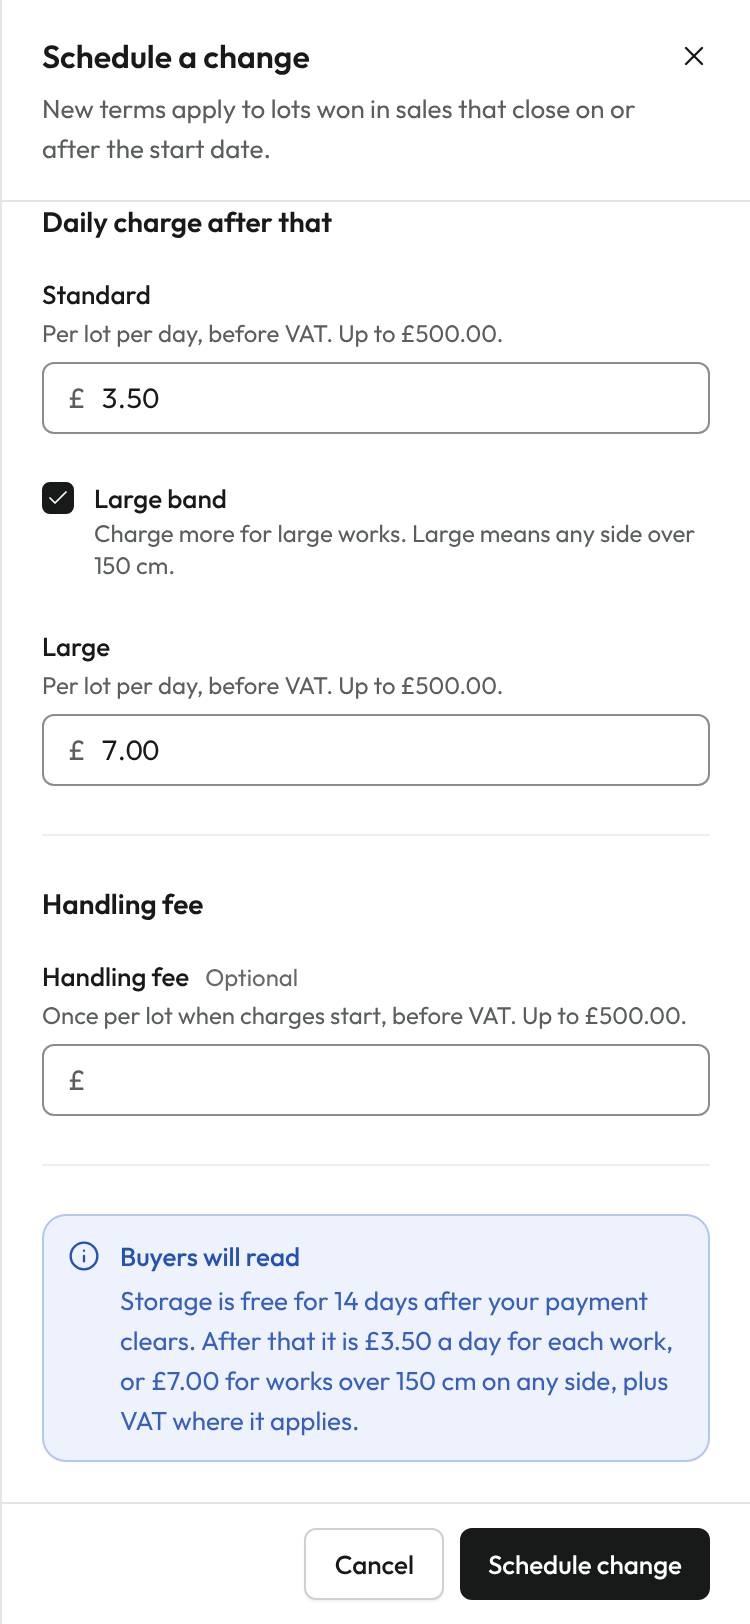 Schedule a change
New terms apply to lots won in sales that close on or
after the start date.
Daily charge after that
Standard
Per lot per day, before VAT. Up to £500.00.
£ 3.50
Large band
Charge more for large works. Large means any side over
150 cm.
Large
Per lot per day, before VAT. Up to £500.00.
£ 7.00
Handling fee
Handling fee Optional
Once per lot when charges start, before VAT. Up to £500.00.
£
Buyers will read
Storage is free for 14 days after your payment
clears. After that it is £3.50 a day for each work,
or £7.00 for works over 150 cm on any side, plus
VAT where it applies.
Cancel Schedule change